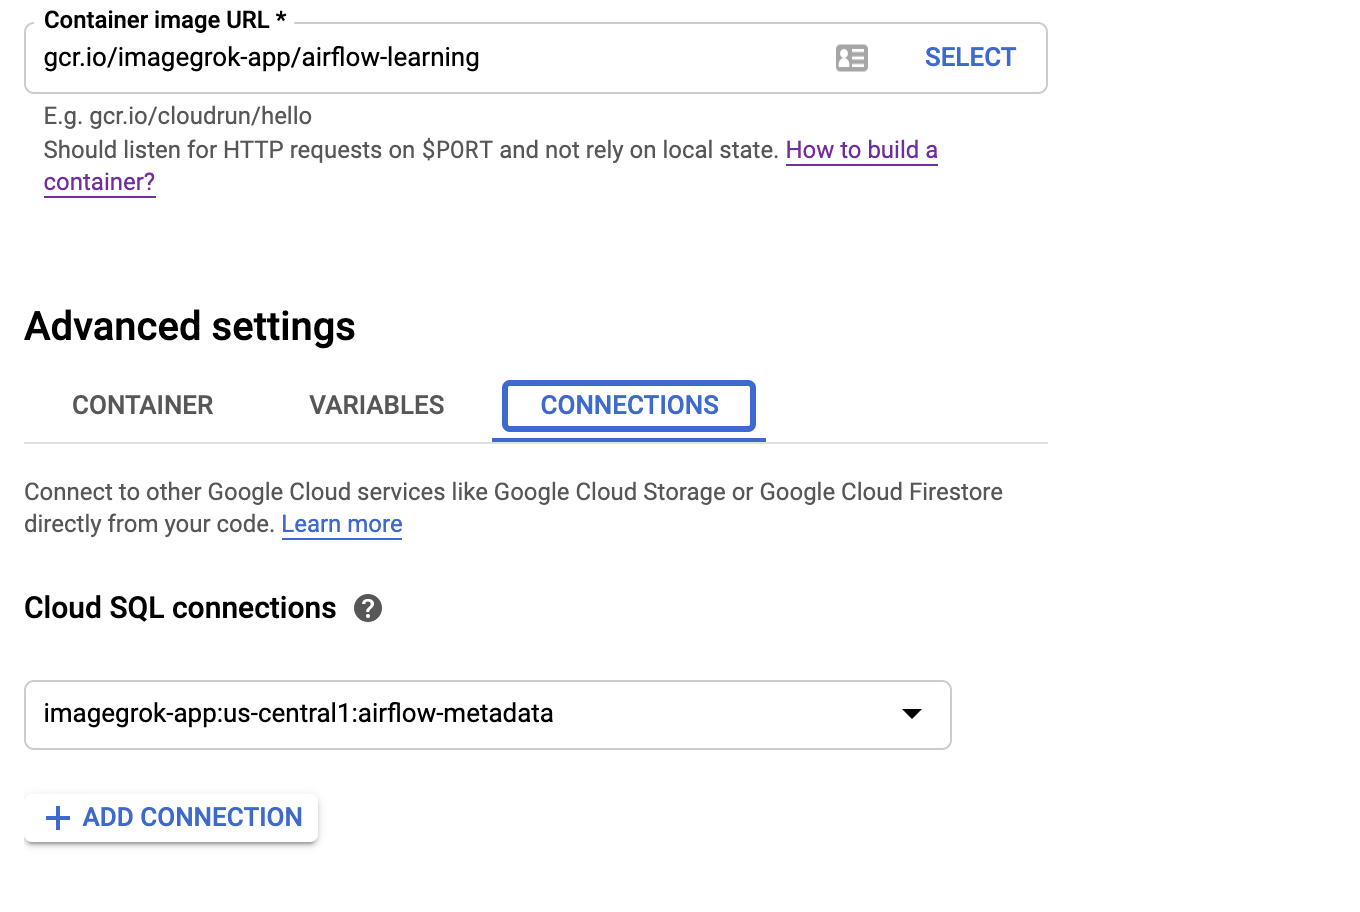 Container image URL *
gcr.io/imagegrok-app/airflow-learning
SELECT
E.g. gcr.io/cloudrun/hello
Should listen for HTTP requests on $PORT and not rely on local state. How to build a
container?
Advanced settings
CONTAINER
VARIABLES
CONNECTIONS
Connect to other Google Cloud services like Google Cloud Storage or Google Cloud Firestore
directly from your code. Learn more
Cloud SQL connections ?
imagegrok-app:us-central1:airflow-metadata
+ ADD CONNECTION